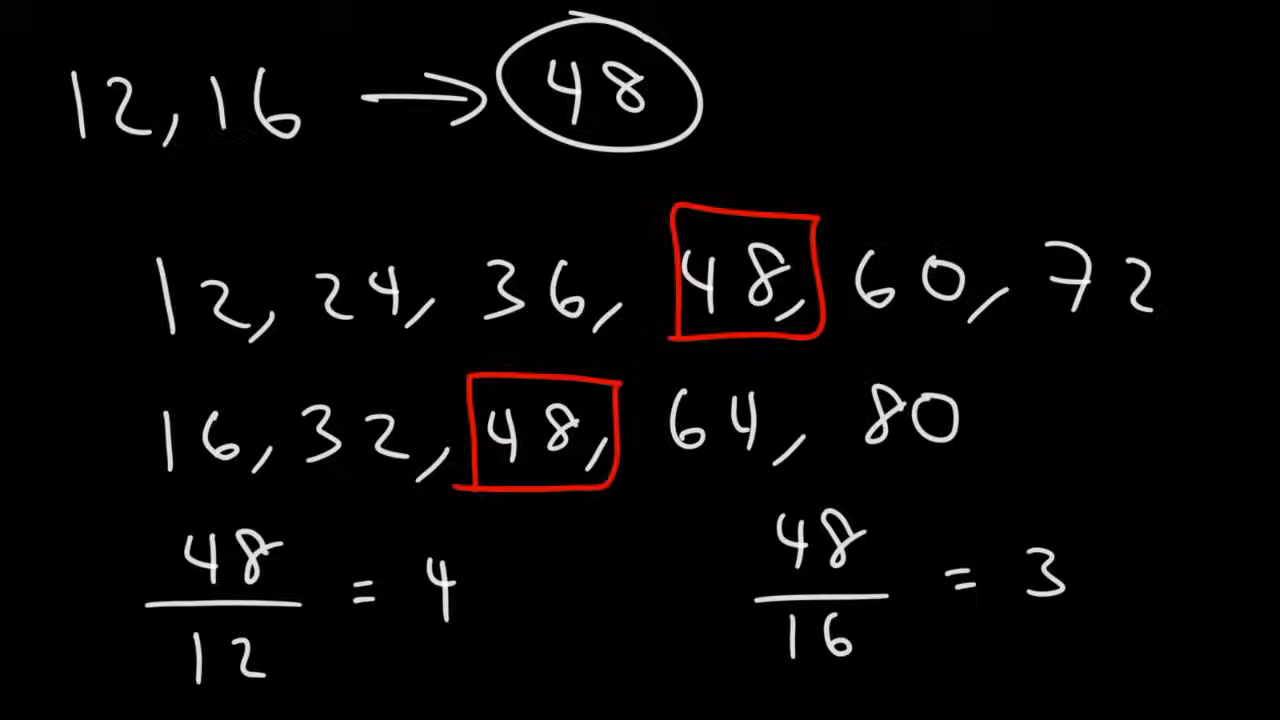 12, 16 → 48
12, 24, 36, 48, 60, 72
16, 32, 48, 64, 80
48/12 = 4
48/16 = 3